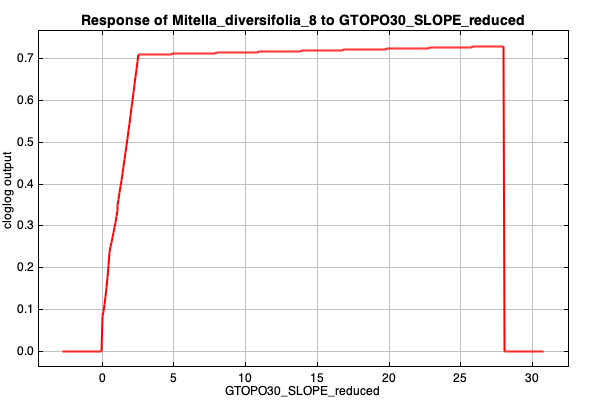 Response of Mitella_diversifolia_8 to GTOPO30_SLOPE_reduced
0.7
0.6
0.5
0.4
0.3
0.2
0.1
0.0
cloglog output
0 5 10 15 20 25 30
GTOPO30_SLOPE_reduced